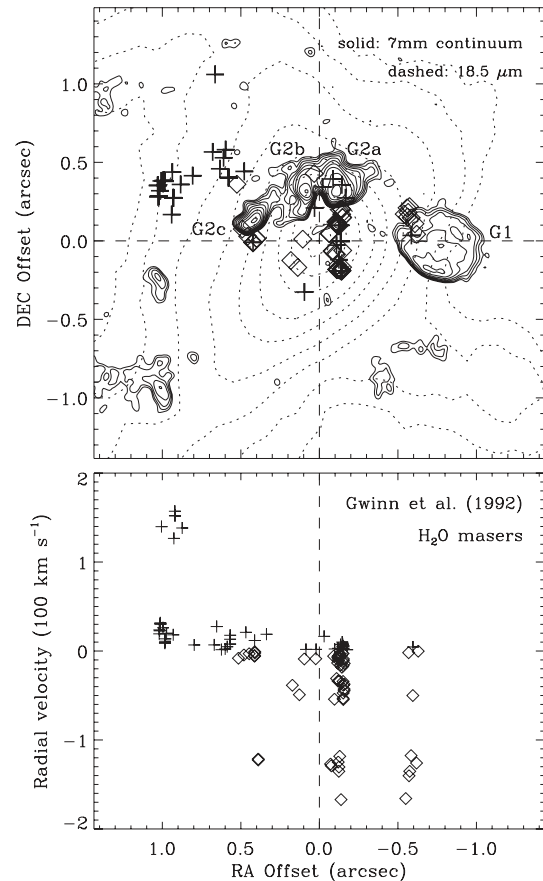 solid: 7mm continuum
dashed: 18.5 μm
1.0
G2b
G2a
0.5
G2c
G1
0.0
−0.5
−1.0
DEC Offset (arcsec)
2
Gwinn et al. (1992)
H₂O masers
1
0
−1
−2
Radial velocity (100 km s⁻¹)
1.0 0.5 0.0 −0.5 −1.0
RA Offset (arcsec)